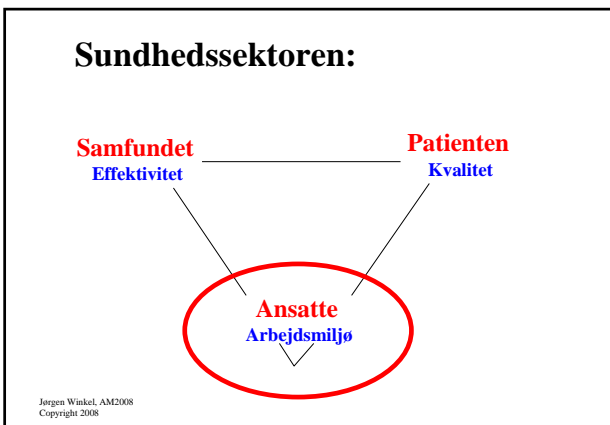 Sundhedssektoren:
Samfundet
Effektivitet
Patienten
Kvalitet
Ansatte
Arbejdsmiljø
Jørgen Winkel, AM2008
Copyright 2008